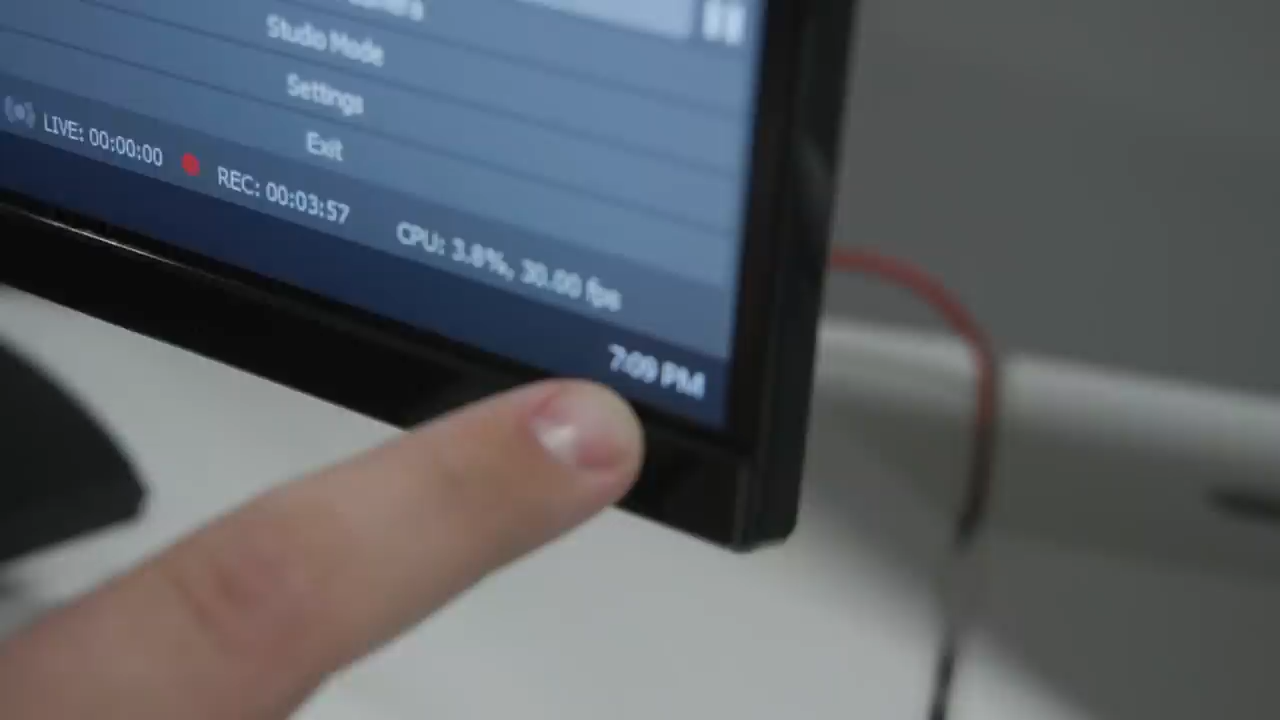 Studio Mode
Settings
Exit
LIVE: 00:00:00 REC: 00:03:57 CPU: 3.8%, 30.00 fps
7:09 PM